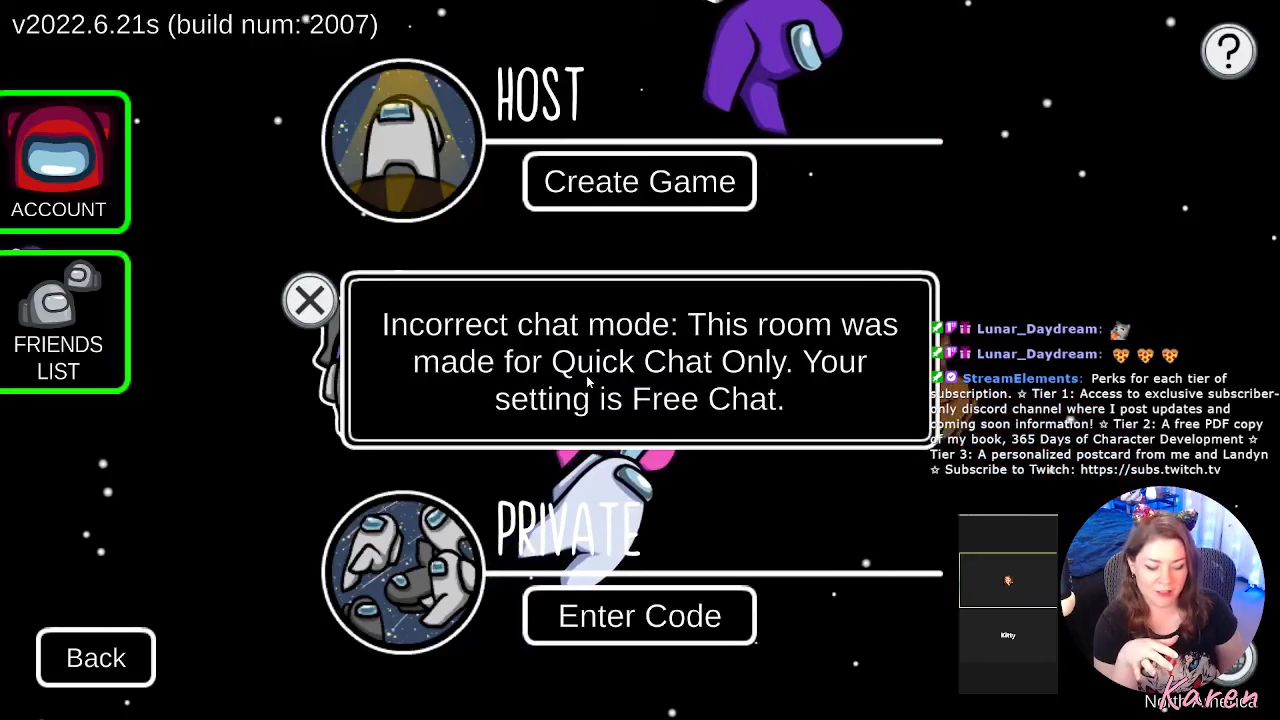 v2022.6.21s (build num: 2007)
?
HOST
Create Game
ACCOUNT
FRIENDS
LIST
Incorrect chat mode: This room was
made for Quick Chat Only. Your
setting is Free Chat.
PRIVATE
Enter Code
Back
Lunar_Daydream:
Lunar_Daydream:
StreamElements: Perks for each tier of
subscription. ☆ Tier 1: Access to exclusive subscriber-
only discord channel where I post updates and
coming soon information! ☆ Tier 2: A free PDF copy
of my book, 365 Days of Character Development ☆
Tier 3: A personalized postcard from me and Landyn
☆ Subscribe to Twitch: https://subs.twitch.tv
Kitty
Karen
North America